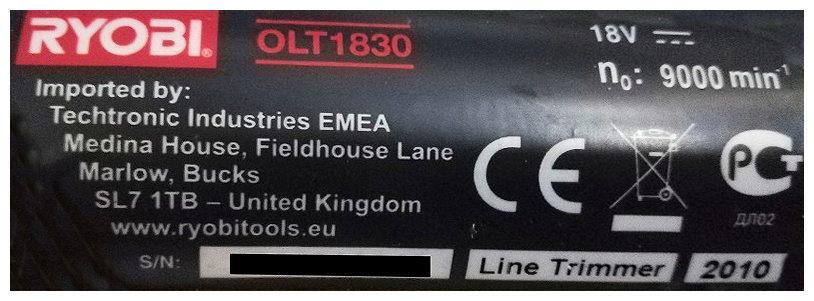 RYOBI®
OLT1830
18V ⎓
n₀: 9000 min⁻¹
Imported by:
Techtronic Industries EMEA
Medina House, Fieldhouse Lane
Marlow, Bucks
SL7 1TB – United Kingdom
www.ryobitools.eu
CE
РСТ
ДЛ02
S/N:
Line Trimmer
2010